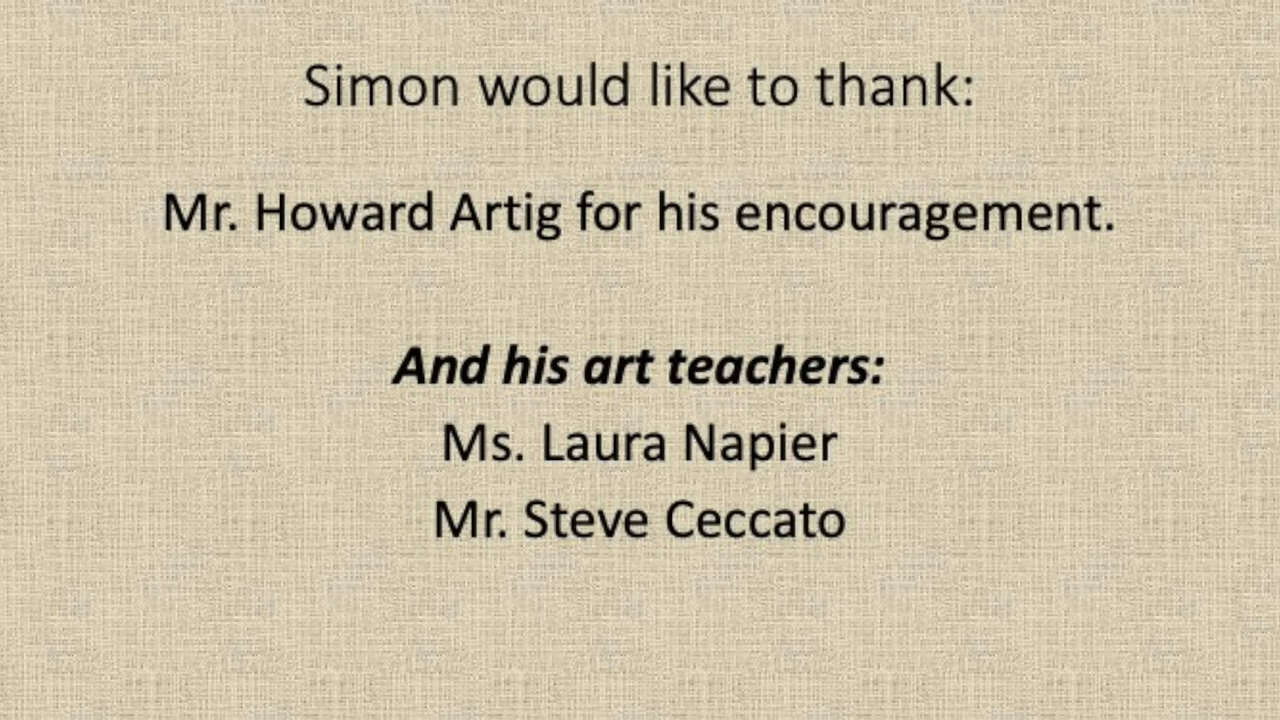 Simon would like to thank:
Mr. Howard Artig for his encouragement.
And his art teachers:
Ms. Laura Napier
Mr. Steve Ceccato